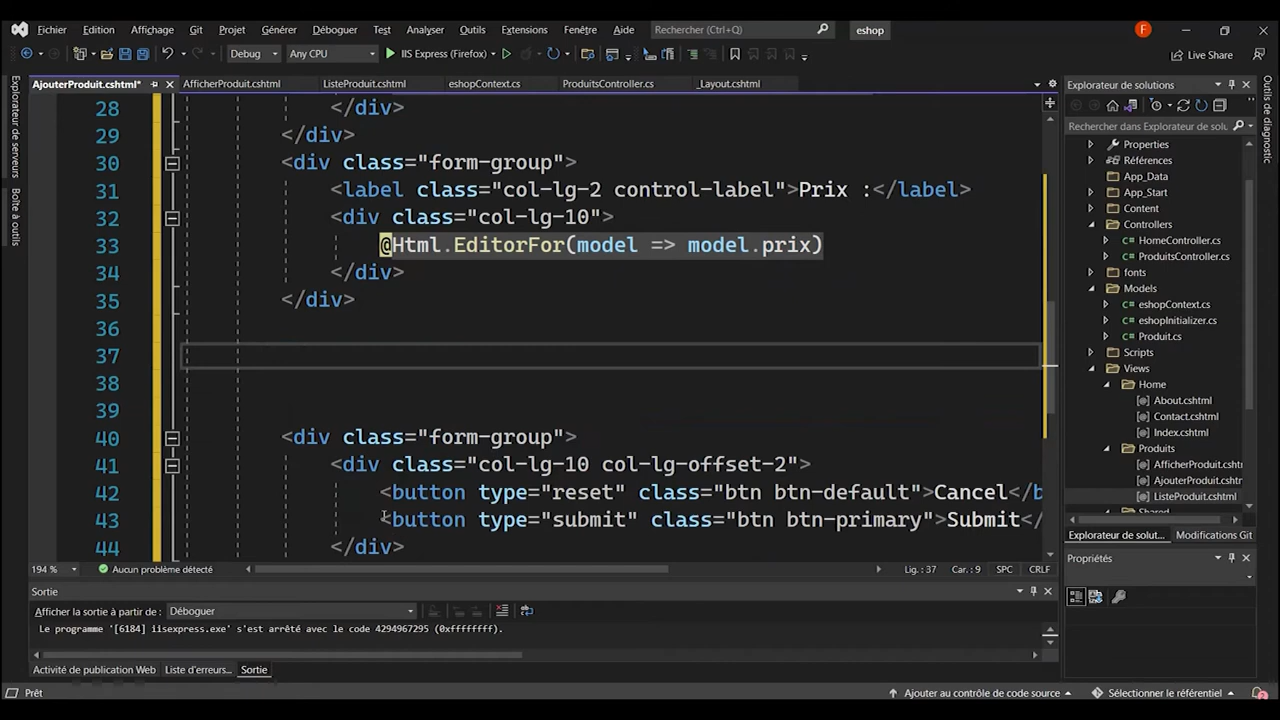 Fichier Edition Affichage Git Projet Générer Déboguer Test Analyser Outils Extensions Fenêtre Aide Rechercher (Ctrl+Q) eshop F
Debug Any CPU IIS Express (Firefox) Live Share
AjouterProduit.cshtml* AfficherProduit.cshtml ListeProduit.cshtml eshopContext.cs ProduitsController.cs _Layout.cshtml
Explorateur de serveurs
Boîte à outils
28 </div>
29 </div>
30 <div class="form-group">
31 <label class="col-lg-2 control-label">Prix :</label>
32 <div class="col-lg-10">
33 @Html.EditorFor(model => model.prix)
34 </div>
35 </div>
36
37
38
39
40 <div class="form-group">
41 <div class="col-lg-10 col-lg-offset-2">
42 <button type="reset" class="btn btn-default">Cancel</b
43 <button type="submit" class="btn btn-primary">Submit</
44 </div>
194 % Aucun problème détecté Lig. : 37 Car. : 9 SPC CRLF
Sortie
Afficher la sortie à partir de : Déboguer
Le programme '[6184] iisexpress.exe' s'est arrêté avec le code 4294967295 (0xffffffff).
Activité de publication Web Liste d'erreurs... Sortie
Explorateur de solutions
Rechercher dans Explorateur de solu
Properties
Références
App_Data
App_Start
Content
Controllers
HomeController.cs
ProduitsController.cs
fonts
Models
eshopContext.cs
eshopInitializer.cs
Produit.cs
Scripts
Views
Home
About.cshtml
Contact.cshtml
Index.cshtml
Produits
AfficherProduit.cshtr
AjouterProduit.cshtr
ListeProduit.cshtml
Shared
Explorateur de solut... Modifications Git
Propriétés
Outils de diagnostic
Prêt Ajouter au contrôle de code source Sélectionner le référentiel 2